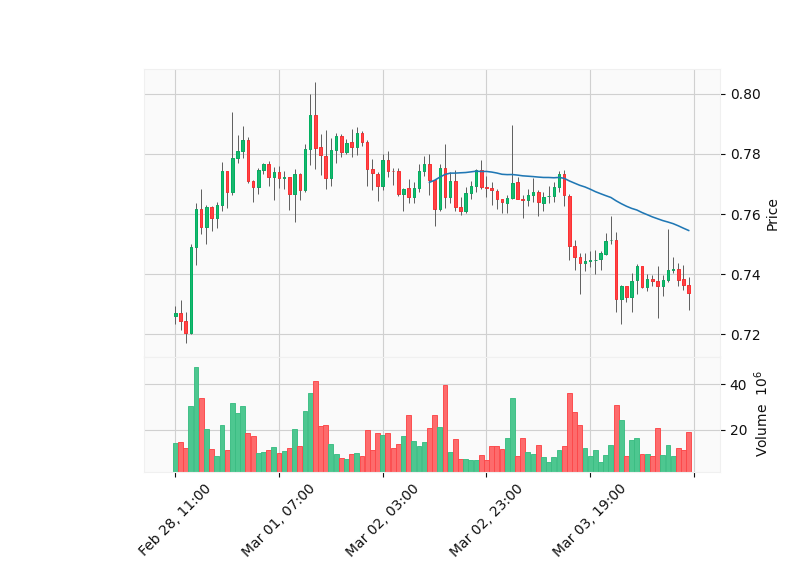 0.80
0.78
0.76
0.74
0.72
Price
40
20
Volume 10^6
Feb 28, 11:00
Mar 01, 07:00
Mar 02, 03:00
Mar 02, 23:00
Mar 03, 19:00